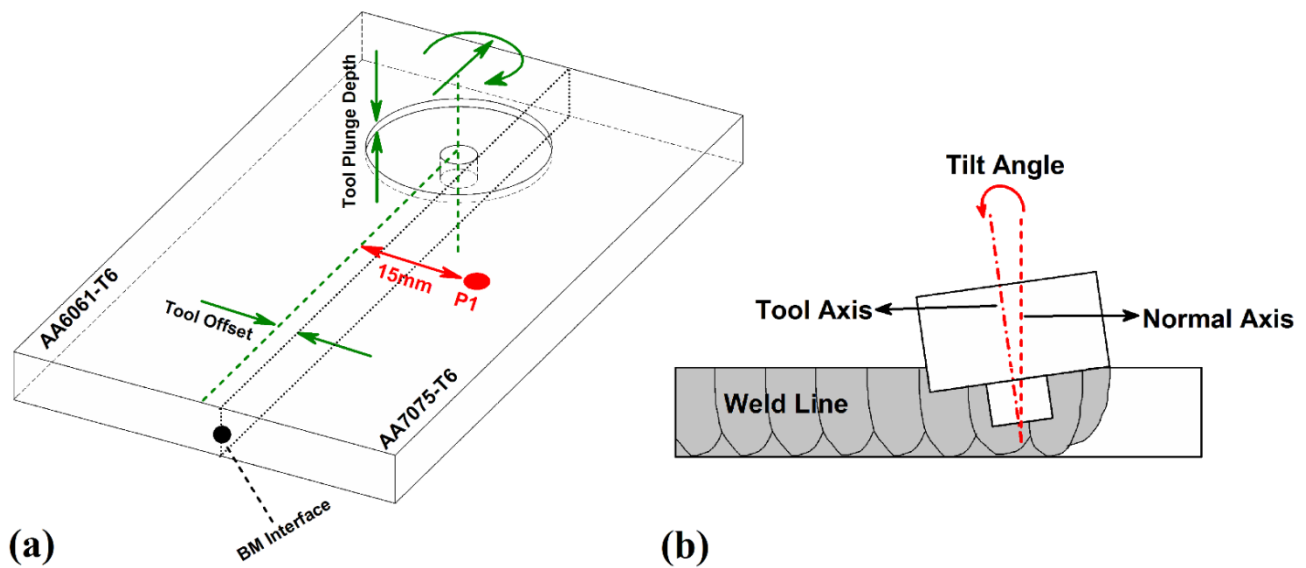 Tool Plunge Depth
15mm
P1
AA6061-T6
Tool Offset
AA7075-T6
BM Interface
(a)
Tilt Angle
Tool Axis
Normal Axis
Weld Line
(b)